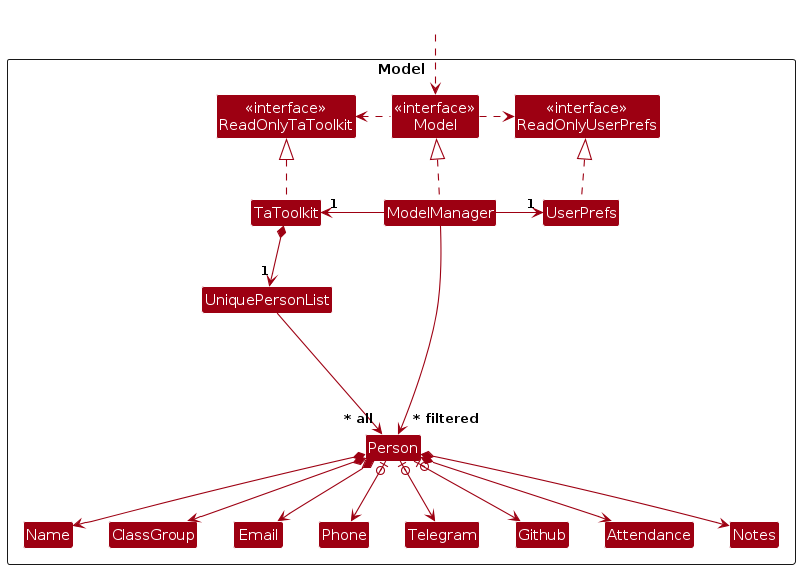 Model
«interface»
ReadOnlyTaToolkit
«interface»
Model
«interface»
ReadOnlyUserPrefs
TaToolkit
1
ModelManager
1
UserPrefs
1
UniquePersonList
* all
* filtered
Person
Name
ClassGroup
Email
Phone
Telegram
Github
Attendance
Notes